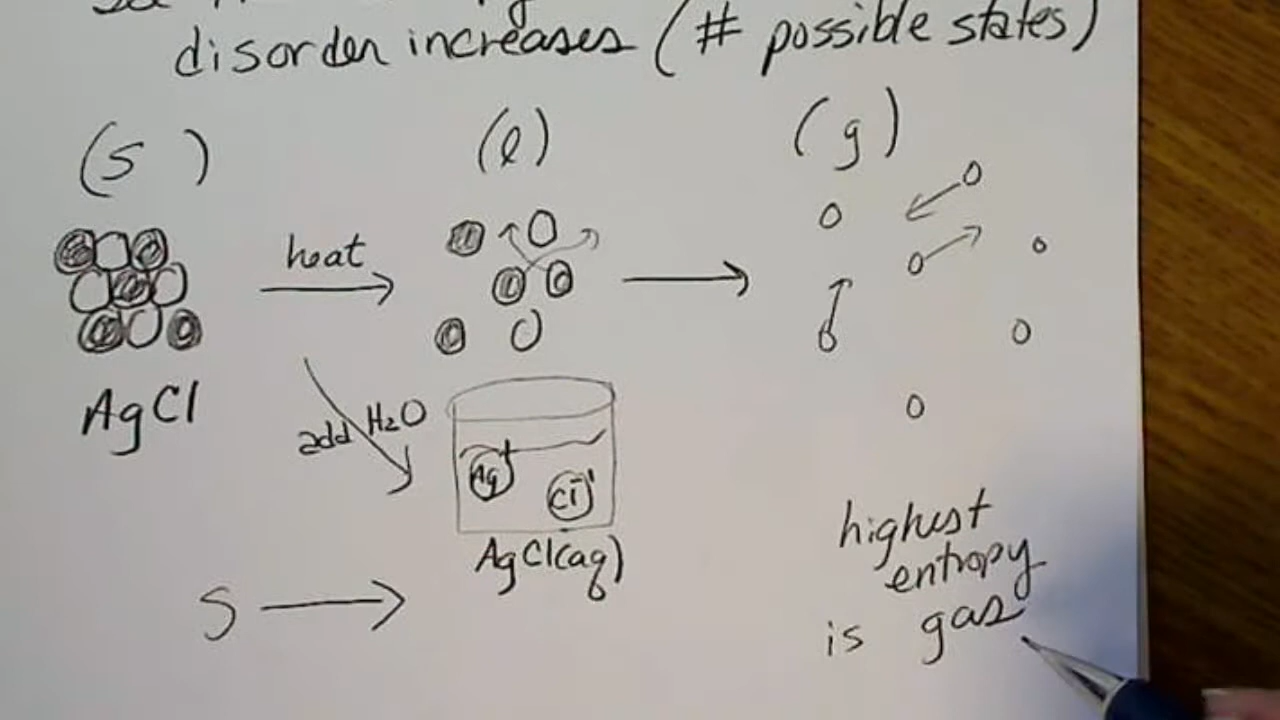 disorder increases (# possible states)
(s)
(l)
(g)
heat
AgCl
add H₂O
Ag⁺
Cl⁻
AgCl(aq)
S
highest
entropy
is gas